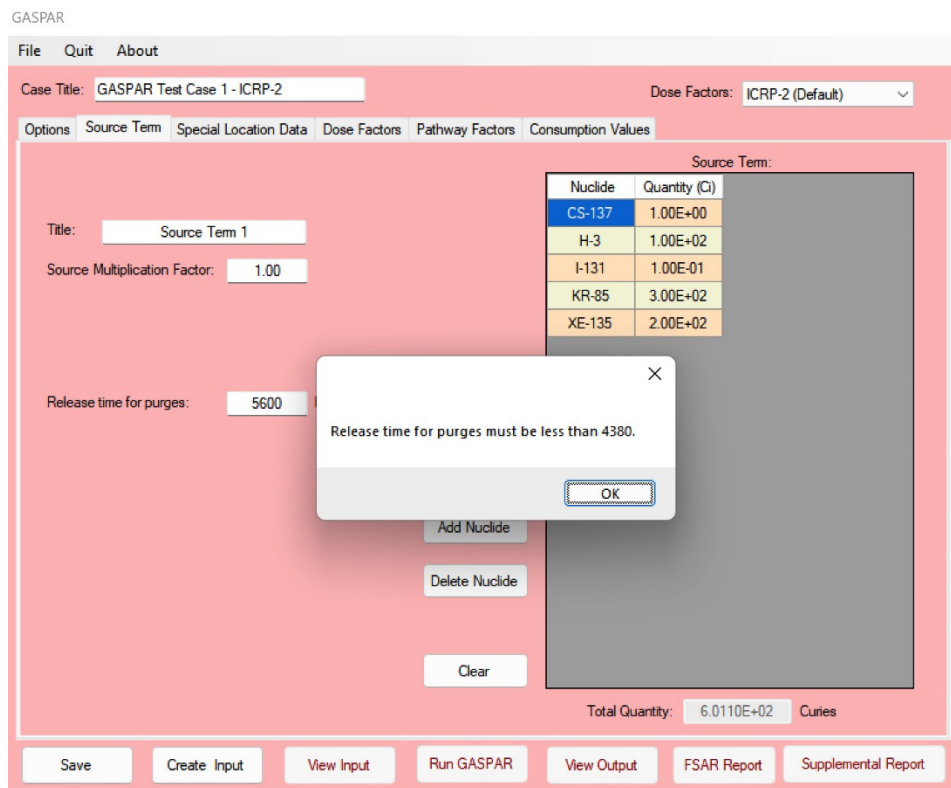 GASPAR
File Quit About
Case Title: GASPAR Test Case 1 - ICRP-2 Dose Factors: ICRP-2 (Default)
Options Source Term Special Location Data Dose Factors Pathway Factors Consumption Values
Source Term:
Nuclide Quantity (Ci)
CS-137 1.00E+00
Title: Source Term 1 H-3 1.00E+02
Source Multiplication Factor: 1.00 I-131 1.00E-01
KR-85 3.00E+02
XE-135 2.00E+02
Release time for purges: 5600
Release time for purges must be less than 4380.
OK
Add Nuclide
Delete Nuclide
Clear
Total Quantity: 6.0110E+02 Curies
Save Create Input View Input Run GASPAR View Output FSAR Report Supplemental Report